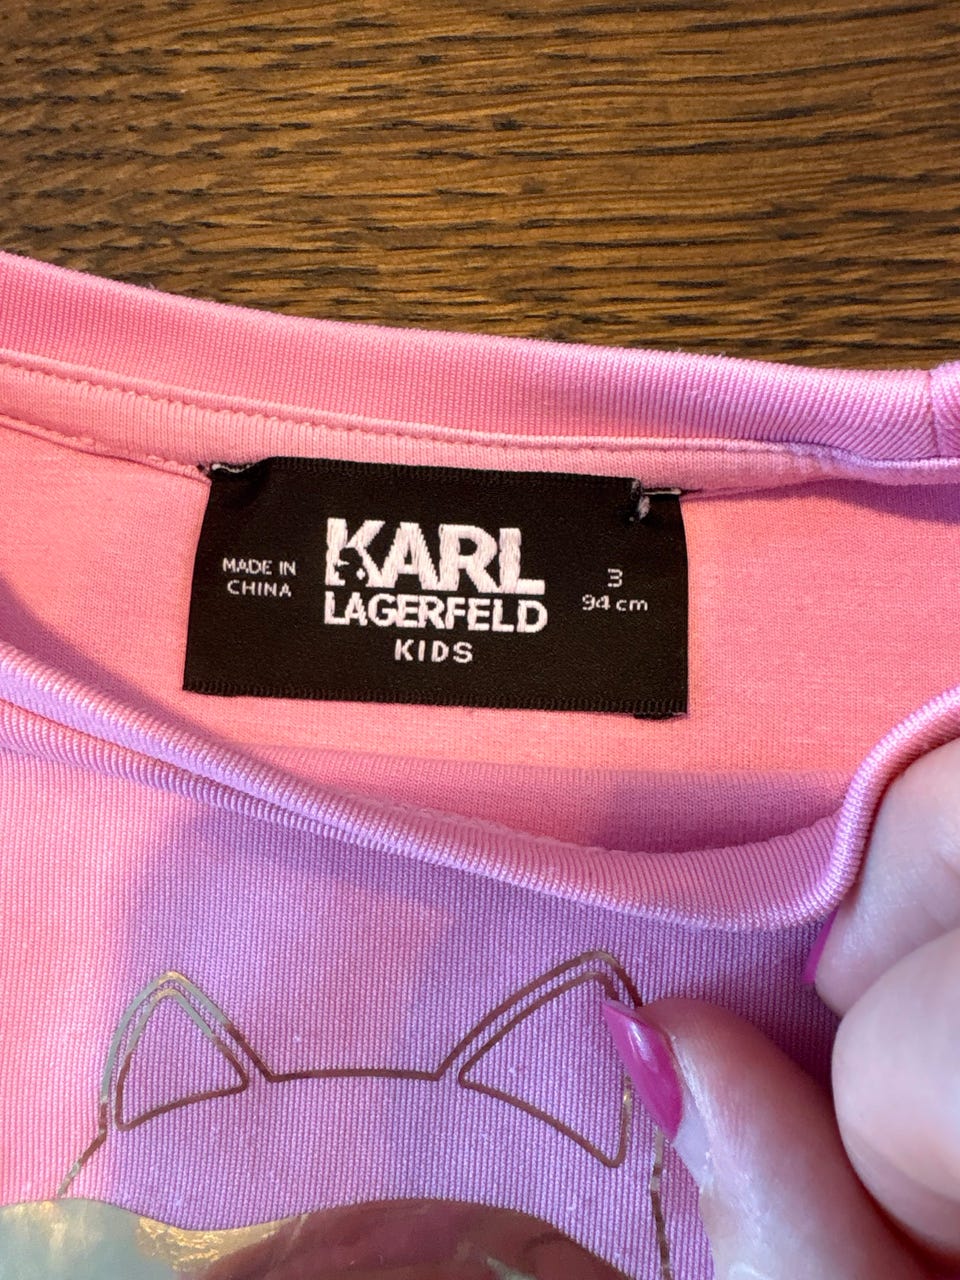 MADE IN
CHINA
KARL
LAGERFELD
KIDS
3
94 cm